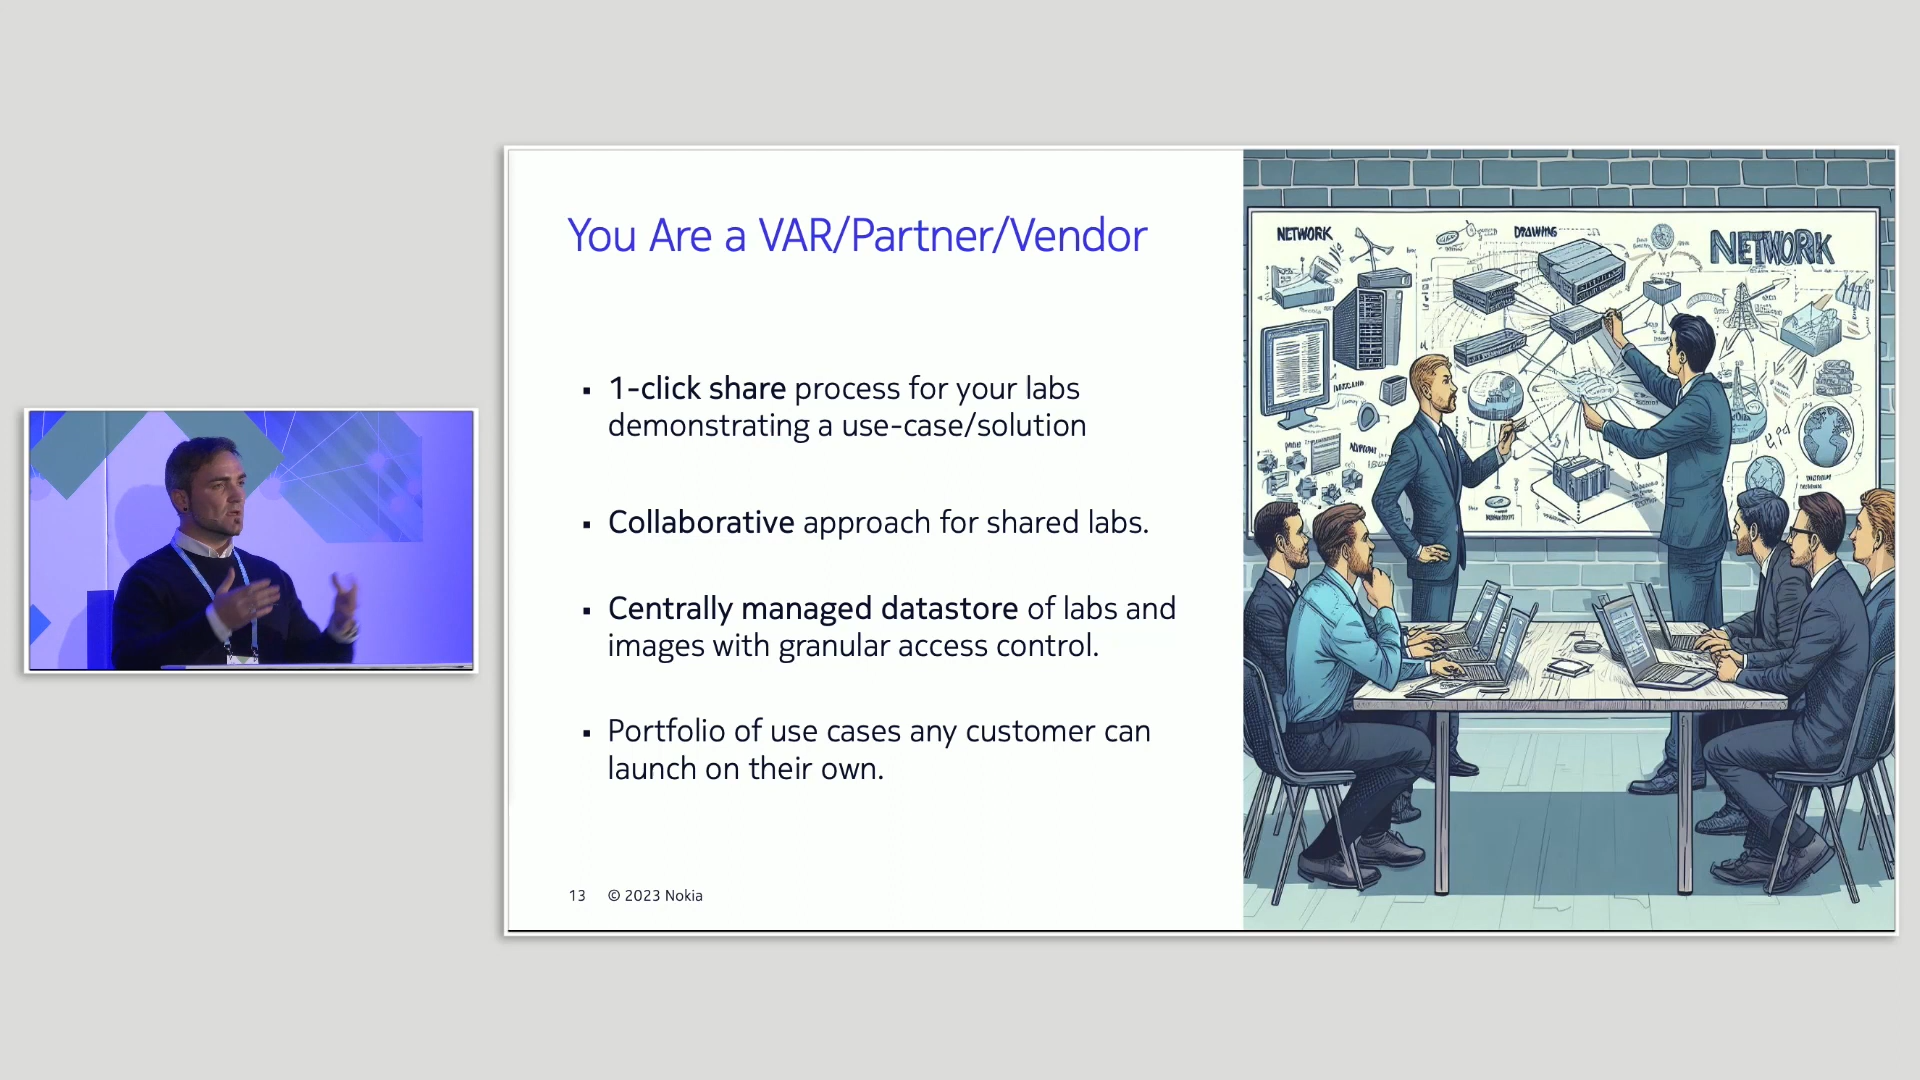 You Are a VAR/Partner/Vendor
▪ 1-click share process for your labs
demonstrating a use-case/solution
▪ Collaborative approach for shared labs.
▪ Centrally managed datastore of labs and
images with granular access control.
▪ Portfolio of use cases any customer can
launch on their own.
13 © 2023 Nokia
NETWORK
DRAWING
NETWORK